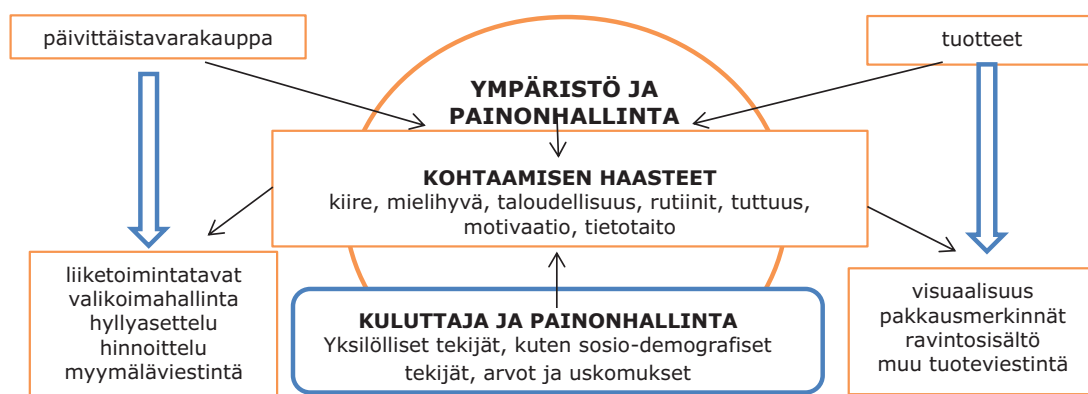 päivittäistavarakauppa
tuotteet
YMPÄRISTÖ JA
PAINONHALLINTA
KOHTAAMISEN HAASTEET
kiire, mielihyvä, taloudellisuus, rutiinit, tuttuus,
motivaatio, tietotaito
liiketoimintatavat
valikoimahallinta
hyllyasettelu
hinnoittelu
myymäläviestintä
KULUTTAJA JA PAINONHALLINTA
Yksilölliset tekijät, kuten sosio-demografiset
tekijät, arvot ja uskomukset
visuaalisuus
pakkausmerkinnät
ravintosisältö
muu tuoteviestintä